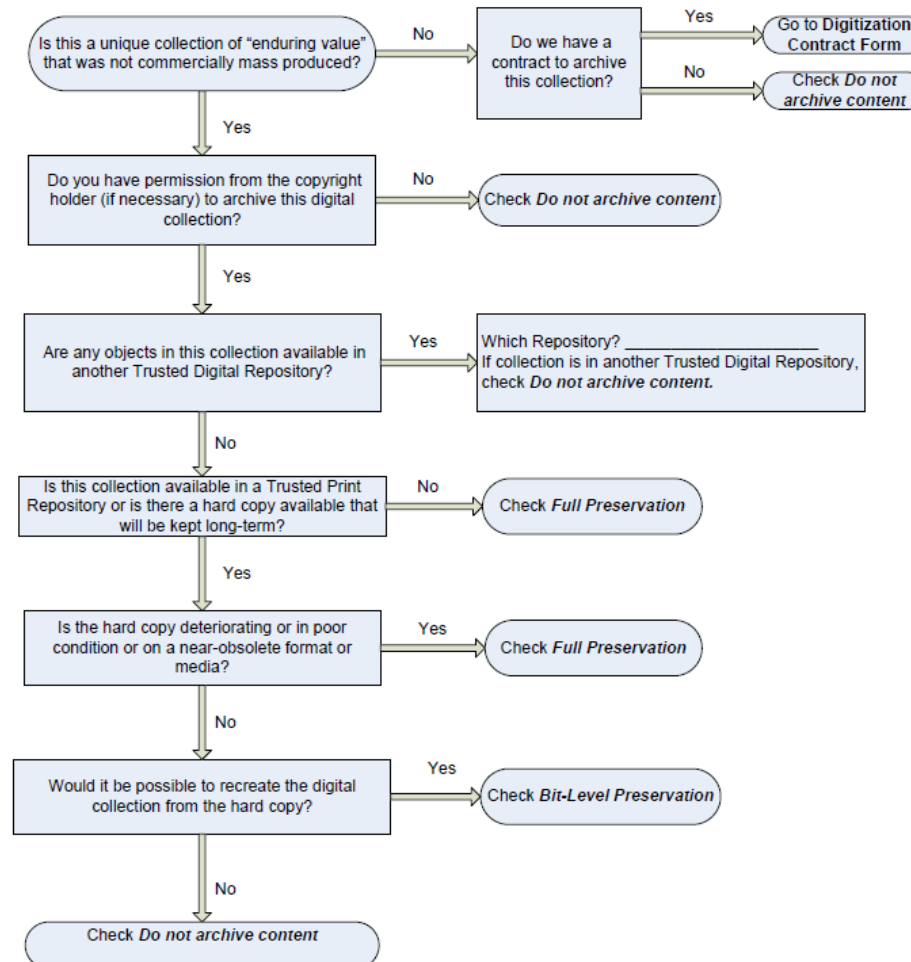 Is this a unique collection of “enduring value”
that was not commercially mass produced?
No
Do we have a
contract to archive
this collection?
Yes
Go to Digitization
Contract Form
No
Check Do not
archive content
Yes
Do you have permission from the copyright
holder (if necessary) to archive this digital
collection?
No
Check Do not archive content
Yes
Are any objects in this collection available in
another Trusted Digital Repository?
Yes
Which Repository? ______________________
If collection is in another Trusted Digital Repository,
check Do not archive content.
No
Is this collection available in a Trusted Print
Repository or is there a hard copy available that
will be kept long-term?
No
Check Full Preservation
Yes
Is the hard copy deteriorating or in poor
condition or on a near-obsolete format or
media?
Yes
Check Full Preservation
No
Would it be possible to recreate the digital
collection from the hard copy?
Yes
Check Bit-Level Preservation
No
Check Do not archive content